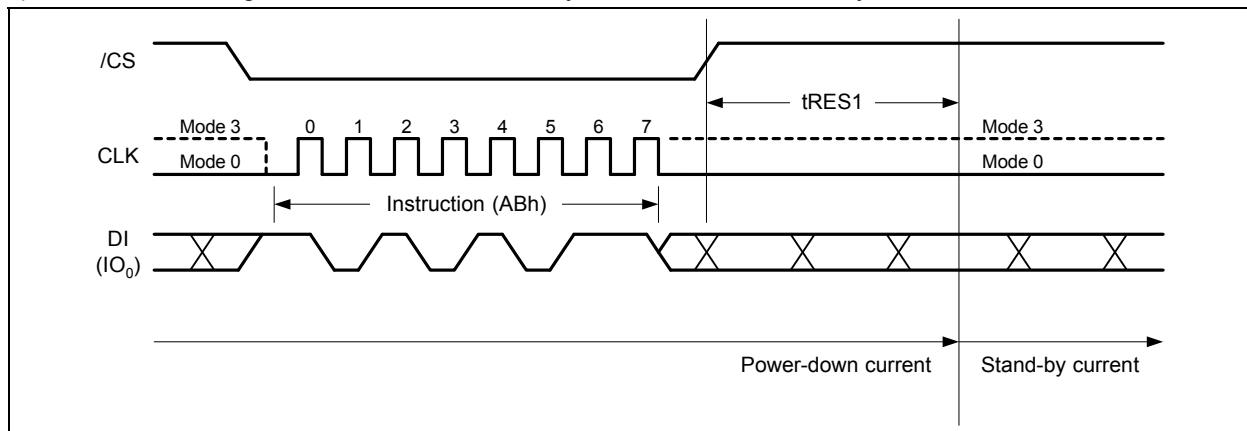 /CS
tRES1
Mode 3
0 1 2 3 4 5 6 7
Mode 3
CLK
Mode 0
Mode 0
Instruction (ABh)
DI
(IO0)
Power-down current
Stand-by current